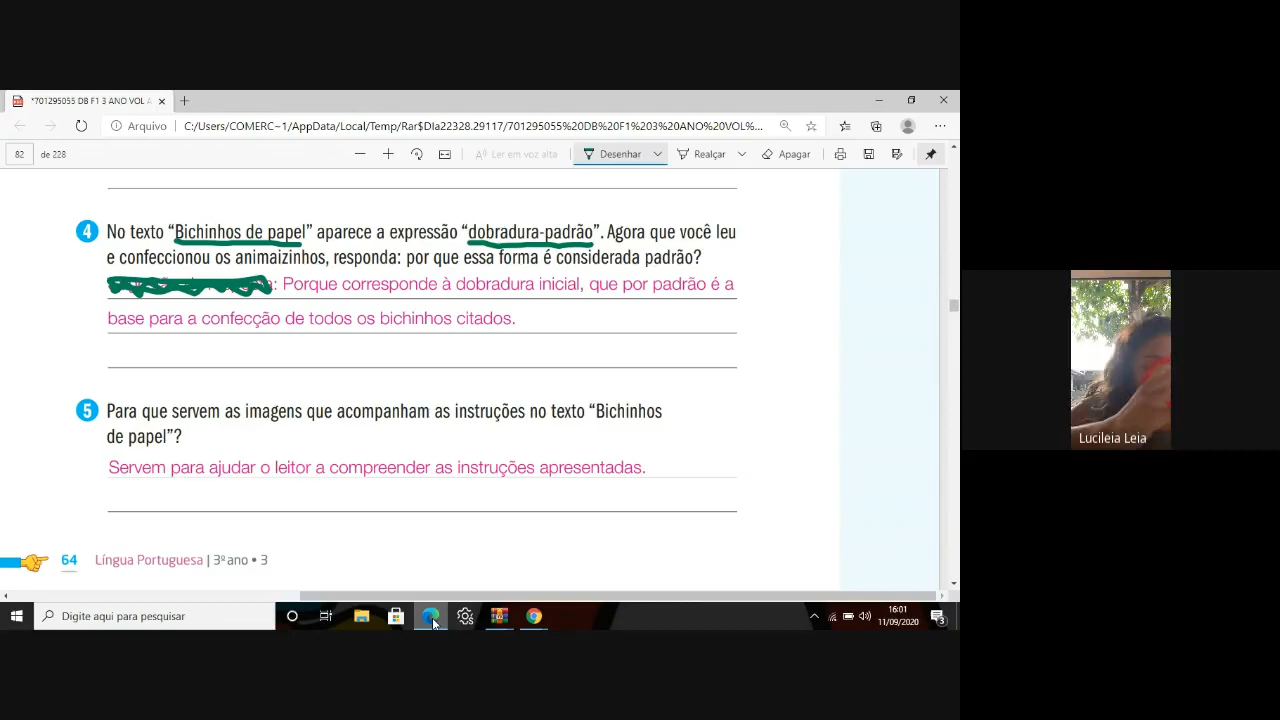 *701295055 DB F1 3 ANO VOL
Arquivo
C:/Users/COMERC~1/AppData/Local/Temp/Rar$DIa22328.29117/701295055%20DB%20F1%203%20ANO%20VOL%...
82 de 228
Ler em voz alta
Desenhar
Realçar
Apagar
4 No texto “Bichinhos de papel” aparece a expressão “dobradura-padrão”. Agora que você leu
e confeccionou os animaizinhos, responda: por que essa forma é considerada padrão?
: Porque corresponde à dobradura inicial, que por padrão é a
base para a confecção de todos os bichinhos citados.
5 Para que servem as imagens que acompanham as instruções no texto “Bichinhos
de papel”?
Servem para ajudar o leitor a compreender as instruções apresentadas.
64 Língua Portuguesa | 3º ano • 3
Lucileia Leia
Digite aqui para pesquisar
16:01
11/09/2020
3